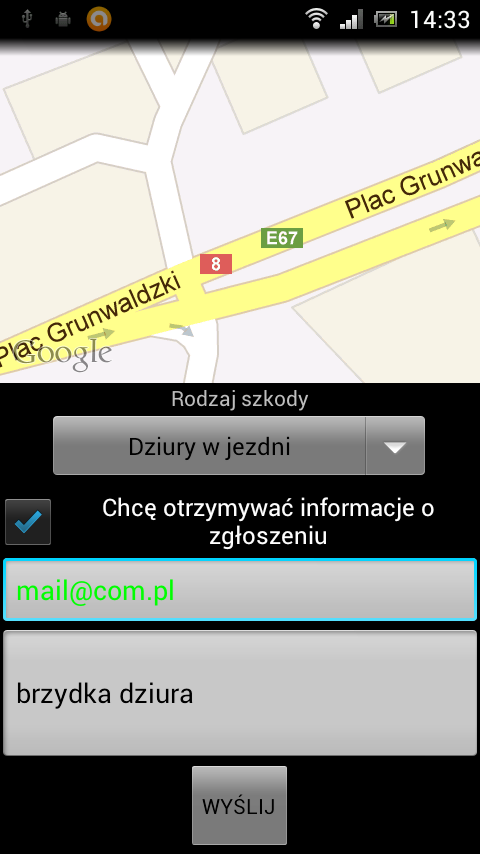 14:33
Plac Grunwa
E67
8
Plac Grunwaldzki
Google
Rodzaj szkody
Dziury w jezdni
Chcę otrzymywać informacje o
zgłoszeniu
mail@com.pl
brzydka dziura
WYŚLIJ